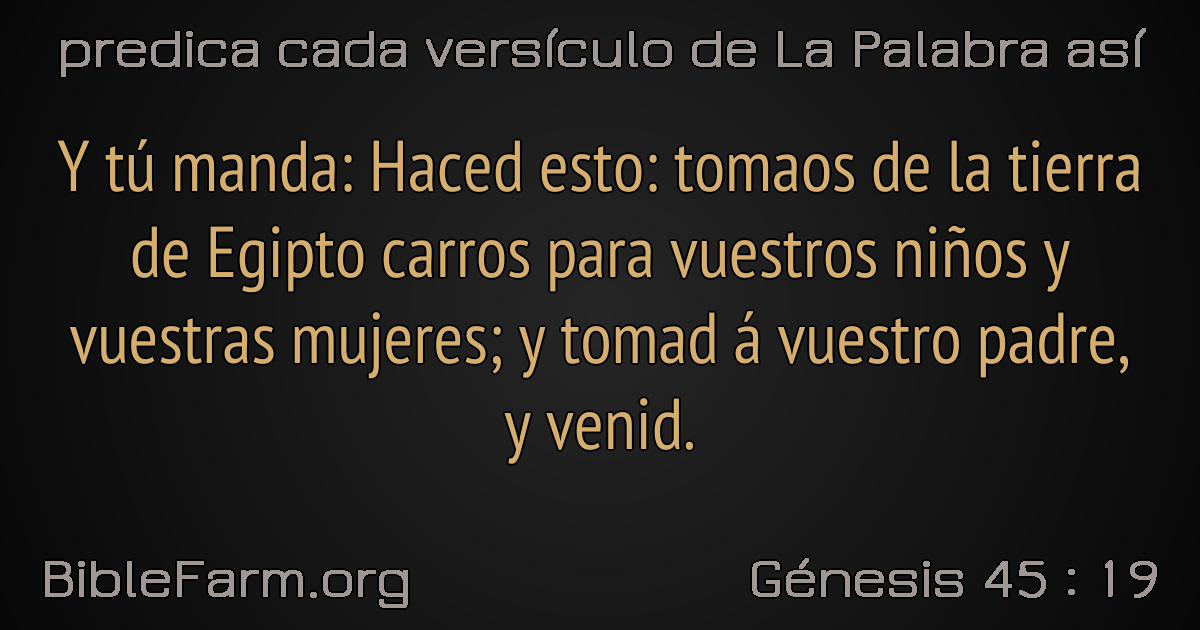 predica cada versículo de La Palabra así
Y tú manda: Haced esto: tomaos de la tierra
de Egipto carros para vuestros niños y
vuestras mujeres; y tomad á vuestro padre,
y venid.
BibleFarm.org
Génesis 45 : 19